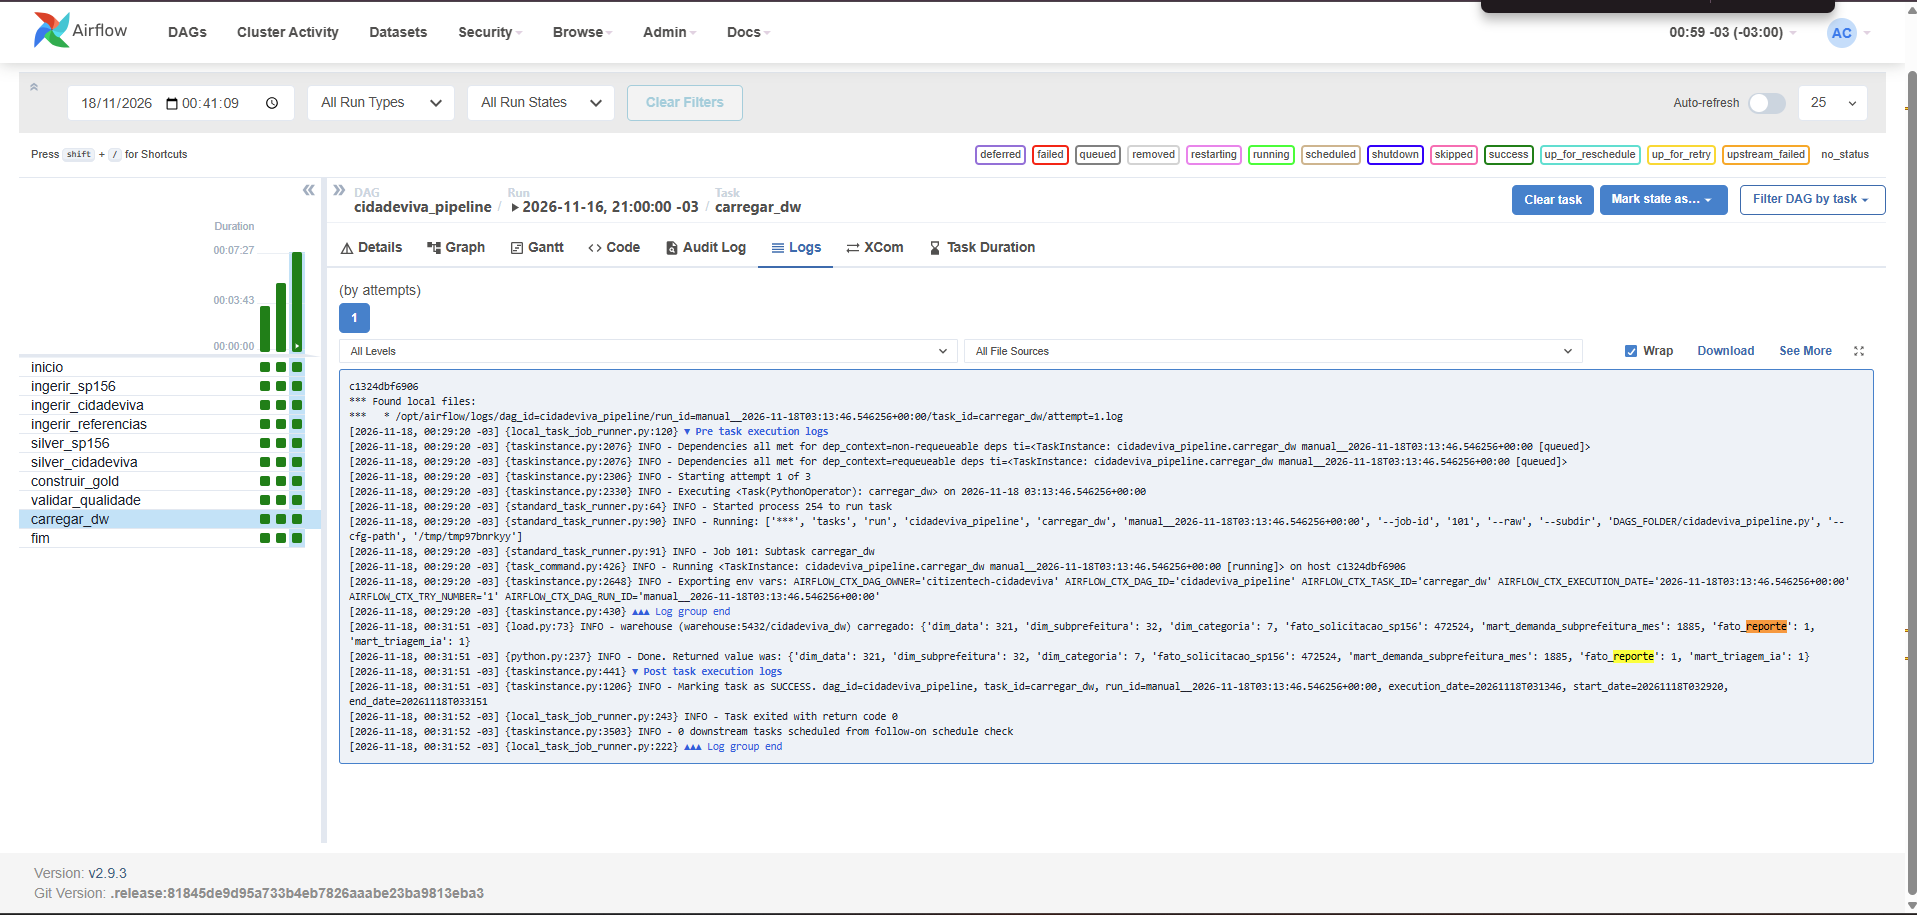 Airflow
DAGs Cluster Activity Datasets Security Browse Admin Docs 00:59 -03 (-03:00) AC
18/11/2026 00:41:09 All Run Types All Run States Clear Filters Auto-refresh 25
Press shift + / for Shortcuts deferred failed queued removed restarting running scheduled shutdown skipped success up_for_reschedule up_for_retry upstream_failed no_status
DAG Run Task
cidadeviva_pipeline / 2026-11-16, 21:00:00 -03 / carregar_dw Clear task Mark state as... Filter DAG by task
Duration
00:07:27
00:03:43
00:00:00
Details Graph Gantt Code Audit Log Logs XCom Task Duration
(by attempts)
1
All Levels All File Sources Wrap Download See More
inicio
ingerir_sp156
ingerir_cidadeviva
ingerir_referencias
silver_sp156
silver_cidadeviva
construir_gold
validar_qualidade
carregar_dw
fim
c1324dbf6906
*** Found local files:
***   * /opt/airflow/logs/dag_id=cidadeviva_pipeline/run_id=manual__2026-11-18T03:13:46.546256+00:00/task_id=carregar_dw/attempt=1.log
[2026-11-18, 00:29:20 -03] {local_task_job_runner.py:120} ▼ Pre task execution logs
[2026-11-18, 00:29:20 -03] {taskinstance.py:2076} INFO - Dependencies all met for dep_context=non-requeueable deps ti=<TaskInstance: cidadeviva_pipeline.carregar_dw manual__2026-11-18T03:13:46.546256+00:00 [queued]>
[2026-11-18, 00:29:20 -03] {taskinstance.py:2076} INFO - Dependencies all met for dep_context=requeueable deps ti=<TaskInstance: cidadeviva_pipeline.carregar_dw manual__2026-11-18T03:13:46.546256+00:00 [queued]>
[2026-11-18, 00:29:20 -03] {taskinstance.py:2306} INFO - Starting attempt 1 of 3
[2026-11-18, 00:29:20 -03] {taskinstance.py:2330} INFO - Executing <Task(PythonOperator): carregar_dw> on 2026-11-18 03:13:46.546256+00:00
[2026-11-18, 00:29:20 -03] {standard_task_runner.py:64} INFO - Started process 254 to run task
[2026-11-18, 00:29:20 -03] {standard_task_runner.py:90} INFO - Running: ['***', 'tasks', 'run', 'cidadeviva_pipeline', 'carregar_dw', 'manual__2026-11-18T03:13:46.546256+00:00', '--job-id', '101', '--raw', '--subdir', 'DAGS_FOLDER/cidadeviva_pipeline.py', '--
cfg-path', '/tmp/tmp97bnrkyy']
[2026-11-18, 00:29:20 -03] {standard_task_runner.py:91} INFO - Job 101: Subtask carregar_dw
[2026-11-18, 00:29:20 -03] {task_command.py:426} INFO - Running <TaskInstance: cidadeviva_pipeline.carregar_dw manual__2026-11-18T03:13:46.546256+00:00 [running]> on host c1324dbf6906
[2026-11-18, 00:29:20 -03] {taskinstance.py:2648} INFO - Exporting env vars: AIRFLOW_CTX_DAG_OWNER='citizentech-cidadeviva' AIRFLOW_CTX_DAG_ID='cidadeviva_pipeline' AIRFLOW_CTX_TASK_ID='carregar_dw' AIRFLOW_CTX_EXECUTION_DATE='2026-11-18T03:13:46.546256+00:00'
AIRFLOW_CTX_TRY_NUMBER='1' AIRFLOW_CTX_DAG_RUN_ID='manual__2026-11-18T03:13:46.546256+00:00'
[2026-11-18, 00:29:20 -03] {taskinstance.py:430} ▲▲▲ Log group end
[2026-11-18, 00:31:51 -03] {load.py:73} INFO - warehouse (warehouse:5432/cidadeviva_dw) carregado: {'dim_data': 321, 'dim_subprefeitura': 32, 'dim_categoria': 7, 'fato_solicitacao_sp156': 472524, 'mart_demanda_subprefeitura_mes': 1885, 'fato_reporte': 1,
'mart_triagem_ia': 1}
[2026-11-18, 00:31:51 -03] {python.py:237} INFO - Done. Returned value was: {'dim_data': 321, 'dim_subprefeitura': 32, 'dim_categoria': 7, 'fato_solicitacao_sp156': 472524, 'mart_demanda_subprefeitura_mes': 1885, 'fato_reporte': 1, 'mart_triagem_ia': 1}
[2026-11-18, 00:31:51 -03] {taskinstance.py:441} ▼ Post task execution logs
[2026-11-18, 00:31:51 -03] {taskinstance.py:1206} INFO - Marking task as SUCCESS. dag_id=cidadeviva_pipeline, task_id=carregar_dw, run_id=manual__2026-11-18T03:13:46.546256+00:00, execution_date=20261118T031346, start_date=20261118T032920,
end_date=20261118T033151
[2026-11-18, 00:31:52 -03] {local_task_job_runner.py:243} INFO - Task exited with return code 0
[2026-11-18, 00:31:52 -03] {taskinstance.py:3503} INFO - 0 downstream tasks scheduled from follow-on schedule check
[2026-11-18, 00:31:52 -03] {local_task_job_runner.py:222} ▲▲▲ Log group end
Version: v2.9.3
Git Version: .release:81845de9d95a733b4eb7826aaabe23ba9813eba3